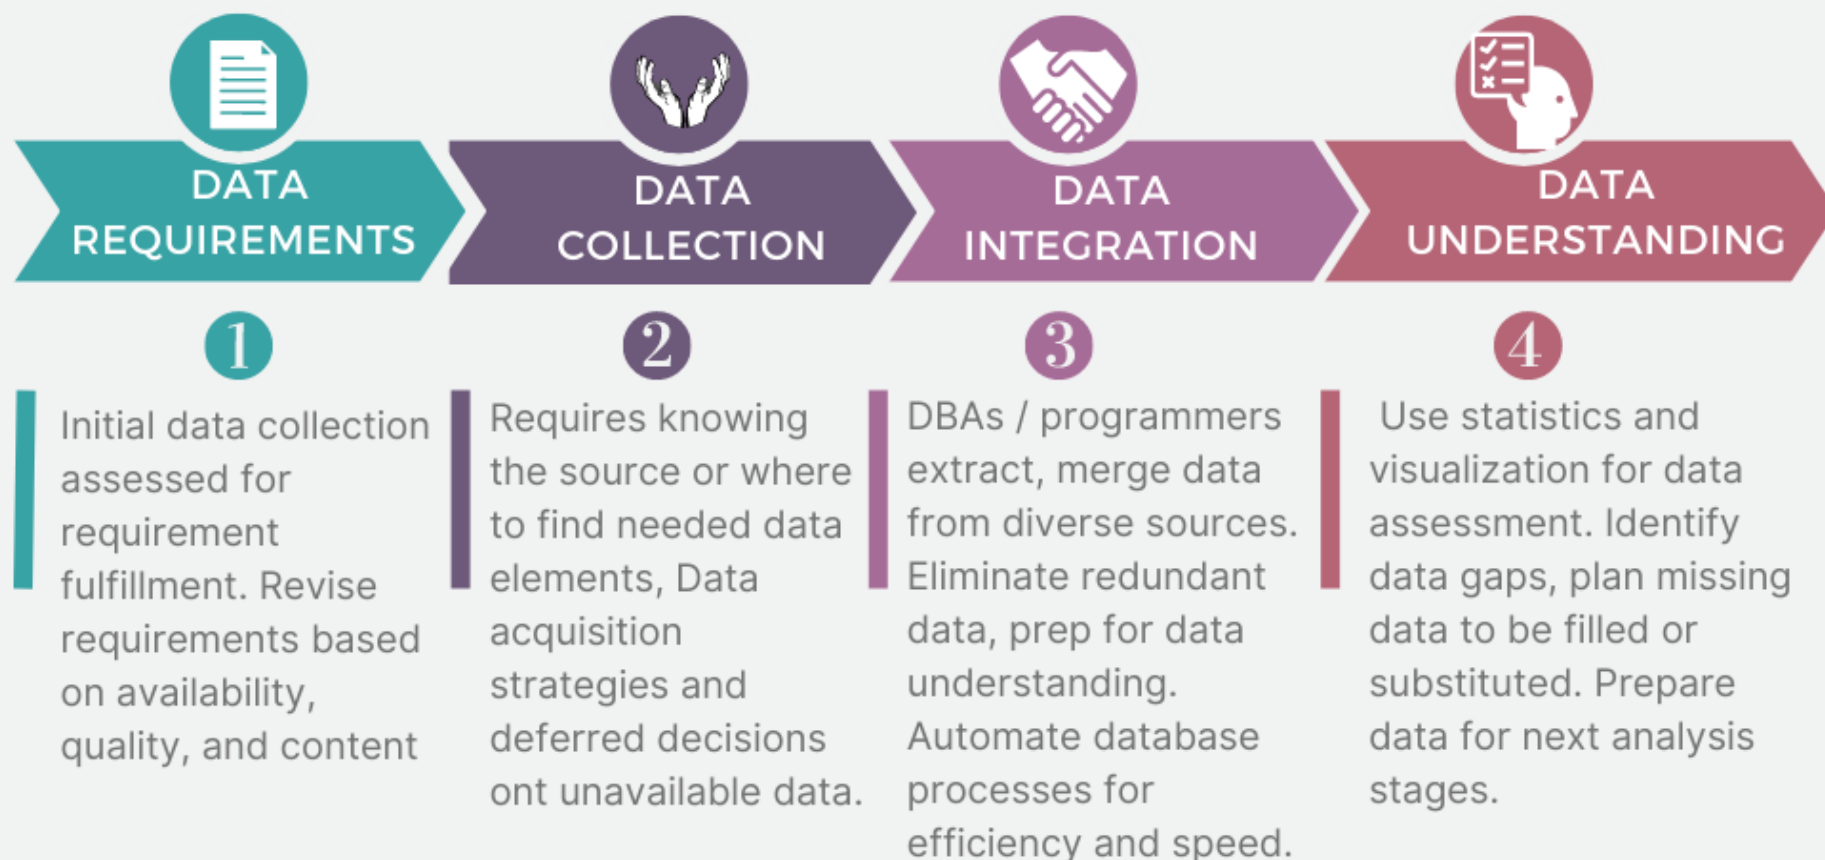 DATA
REQUIREMENTS
DATA
COLLECTION
DATA
INTEGRATION
DATA
UNDERSTANDING
1
Initial data collection
assessed for
requirement
fulfillment. Revise
requirements based
on availability,
quality, and content
2
Requires knowing
the source or where
to find needed data
elements, Data
acquisition
strategies and
deferred decisions
ont unavailable data.
3
DBAs / programmers
extract, merge data
from diverse sources.
Eliminate redundant
data, prep for data
understanding.
Automate database
processes for
efficiency and speed.
4
Use statistics and
visualization for data
assessment. Identify
data gaps, plan missing
data to be filled or
substituted. Prepare
data for next analysis
stages.